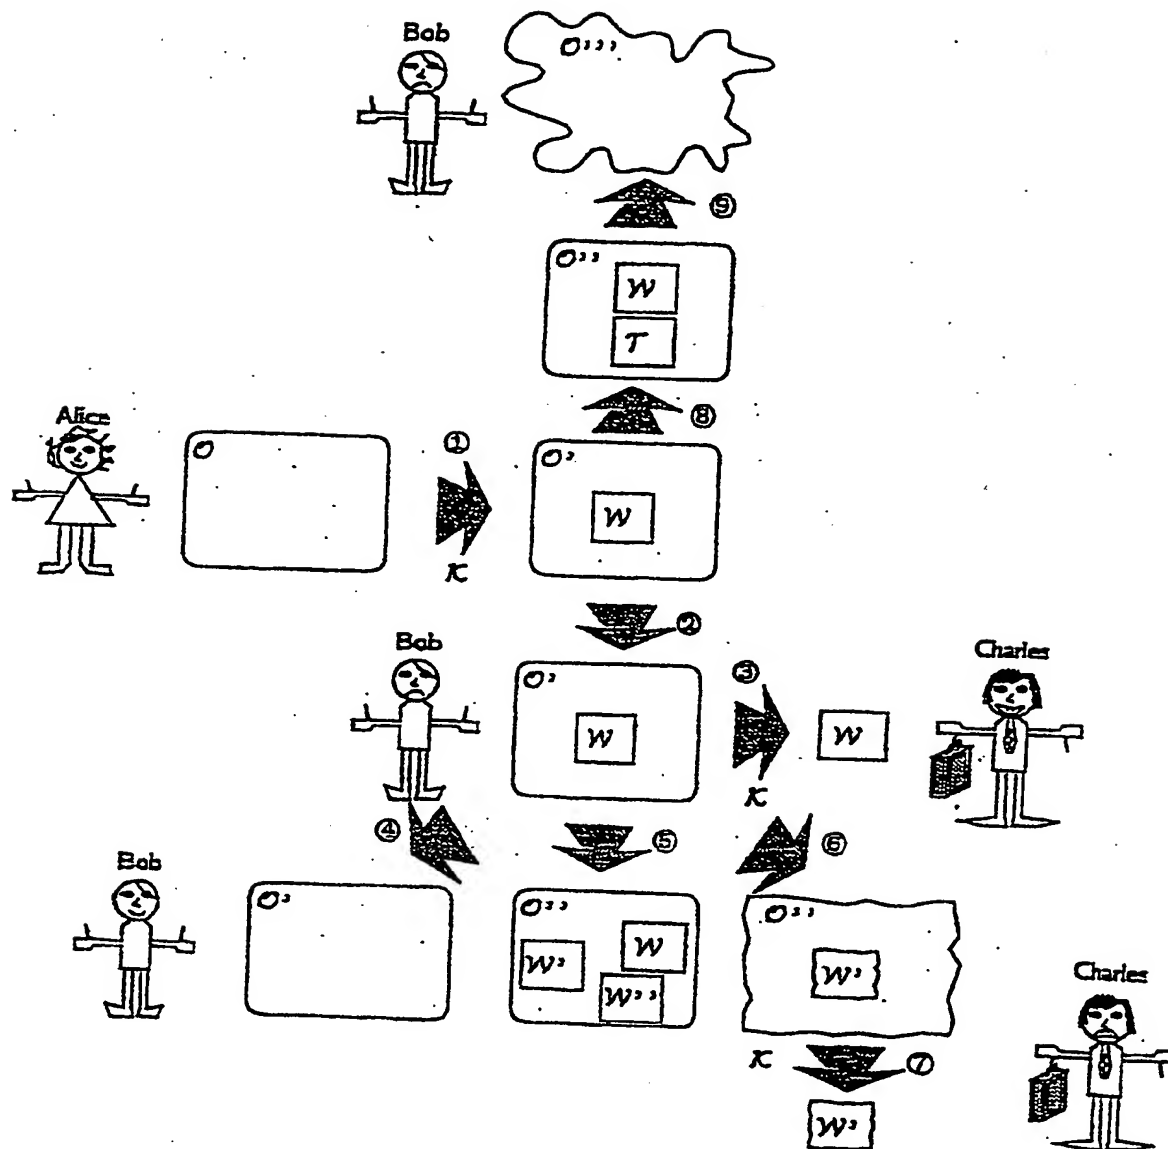 Bob
O'''
⑨
O''
W
T
⑧
Alice
O
①
K
O'
W
②
Bob
O'
W
③
K
W
Charles
④
⑤
⑥
Bob
O'
O''
W'
W
W''
O''
W'
Charles
K
⑦
W'